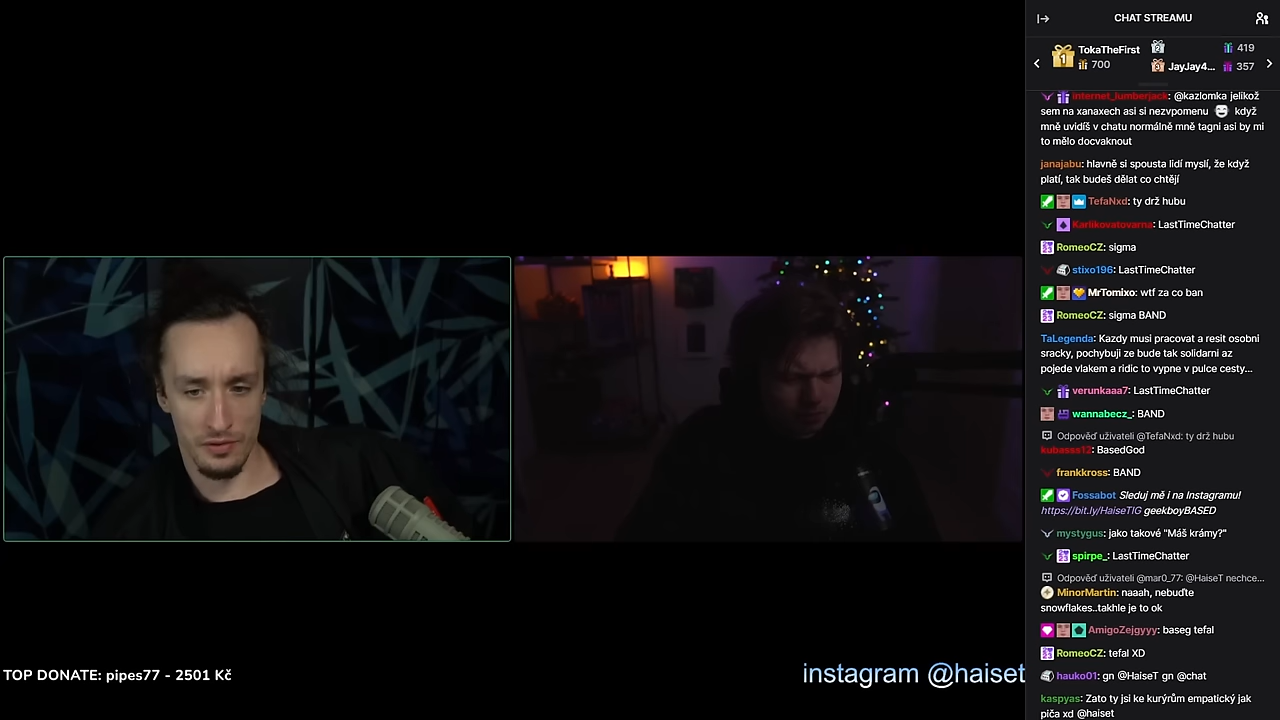 CHAT STREAMU
TokaTheFirst
700
419
JayJay4...
357
internet_lumberjack: @kazlomka jelikož
sem na xanaxech asi si nezvpomenu když
mně uvidíš v chatu normálně mně tagni asi by mi
to mělo docvaknout
janajabu: hlavně si spousta lidí myslí, že když
platí, tak budeš dělat co chtějí
TefaNxd: ty drž hubu
Karlikovatovarna: LastTimeChatter
RomeoCZ: sigma
stixo196: LastTimeChatter
MrTomixo: wtf za co ban
RomeoCZ: sigma BAND
TaLegenda: Kazdy musi pracovat a resit osobni
sracky, pochybuji ze bude tak solidarni az
pojede vlakem a ridic to vypne v pulce cesty...
verunkaaa7: LastTimeChatter
wannabecz_: BAND
Odpověď uživateli @TefaNxd: ty drž hubu
kubasss12: BasedGod
frankkross: BAND
Fossabot Sleduj mě i na Instagramu!
https://bit.ly/HaiseTIG geekboyBASED
mystygus: jako takové "Máš krámy?"
spirpe_: LastTimeChatter
Odpověď uživateli @mar0_77: @HaiseT nechce...
MinorMartin: naaah, nebuďte
snowflakes..takhle je to ok
AmigoZejgyyy: baseg tefal
RomeoCZ: tefal XD
hauko01: gn @HaiseT gn @chat
kaspyas: Zato ty jsi ke kurýrům empatický jak
piča xd @haiset
TOP DONATE: pipes77 - 2501 Kč
instagram @haiset